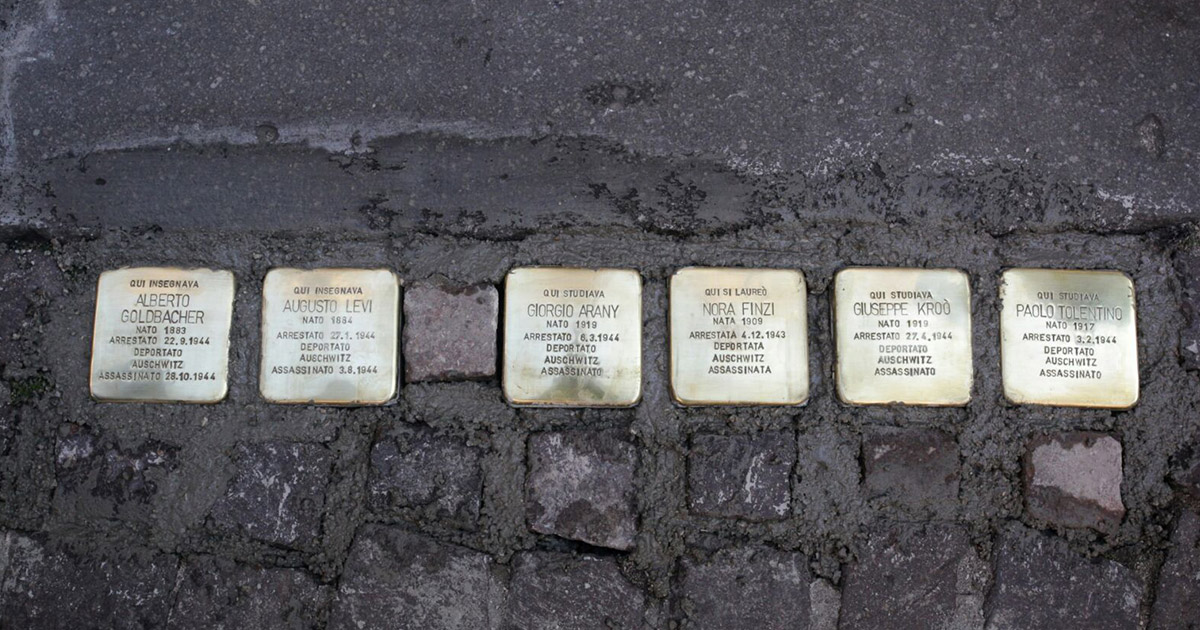 QUI INSEGNAVA
ALBERTO
GOLDBACHER
NATO 1883
ARRESTATO 22.9.1944
DEPORTATO
AUSCHWITZ
ASSASSINATO 28.10.1944
QUI INSEGNAVA
AUGUSTO LEVI
NATO 1884
ARRESTATO 27.1.1944
DEPORTATO
AUSCHWITZ
ASSASSINATO 3.8.1944
QUI STUDIAVA
GIORGIO ARANY
NATO 1919
ARRESTATO 6.3.1944
DEPORTATO
AUSCHWITZ
ASSASSINATO
QUI SI LAUREÒ
NORA FINZI
NATA 1909
ARRESTATA 4.12.1943
DEPORTATA
AUSCHWITZ
ASSASSINATA
QUI STUDIAVA
GIUSEPPE KROÒ
NATO 1919
ARRESTATO 27.4.1944
DEPORTATO
AUSCHWITZ
ASSASSINATO
QUI STUDIAVA
PAOLO TOLENTINO
NATO 1917
ARRESTATO 3.2.1944
DEPORTATO
AUSCHWITZ
ASSASSINATO